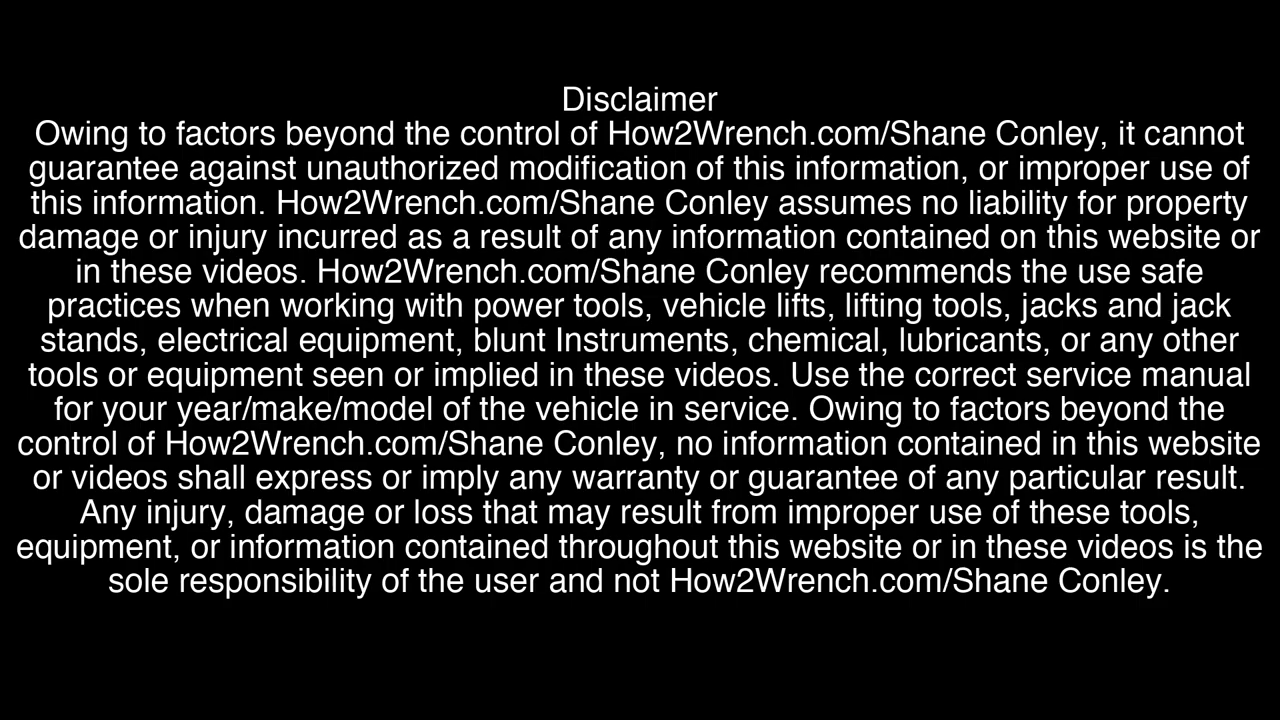 Disclaimer
Owing to factors beyond the control of How2Wrench.com/Shane Conley, it cannot
guarantee against unauthorized modification of this information, or improper use of
this information. How2Wrench.com/Shane Conley assumes no liability for property
damage or injury incurred as a result of any information contained on this website or
in these videos. How2Wrench.com/Shane Conley recommends the use safe
practices when working with power tools, vehicle lifts, lifting tools, jacks and jack
stands, electrical equipment, blunt Instruments, chemical, lubricants, or any other
tools or equipment seen or implied in these videos. Use the correct service manual
for your year/make/model of the vehicle in service. Owing to factors beyond the
control of How2Wrench.com/Shane Conley, no information contained in this website
or videos shall express or imply any warranty or guarantee of any particular result.
Any injury, damage or loss that may result from improper use of these tools,
equipment, or information contained throughout this website or in these videos is the
sole responsibility of the user and not How2Wrench.com/Shane Conley.